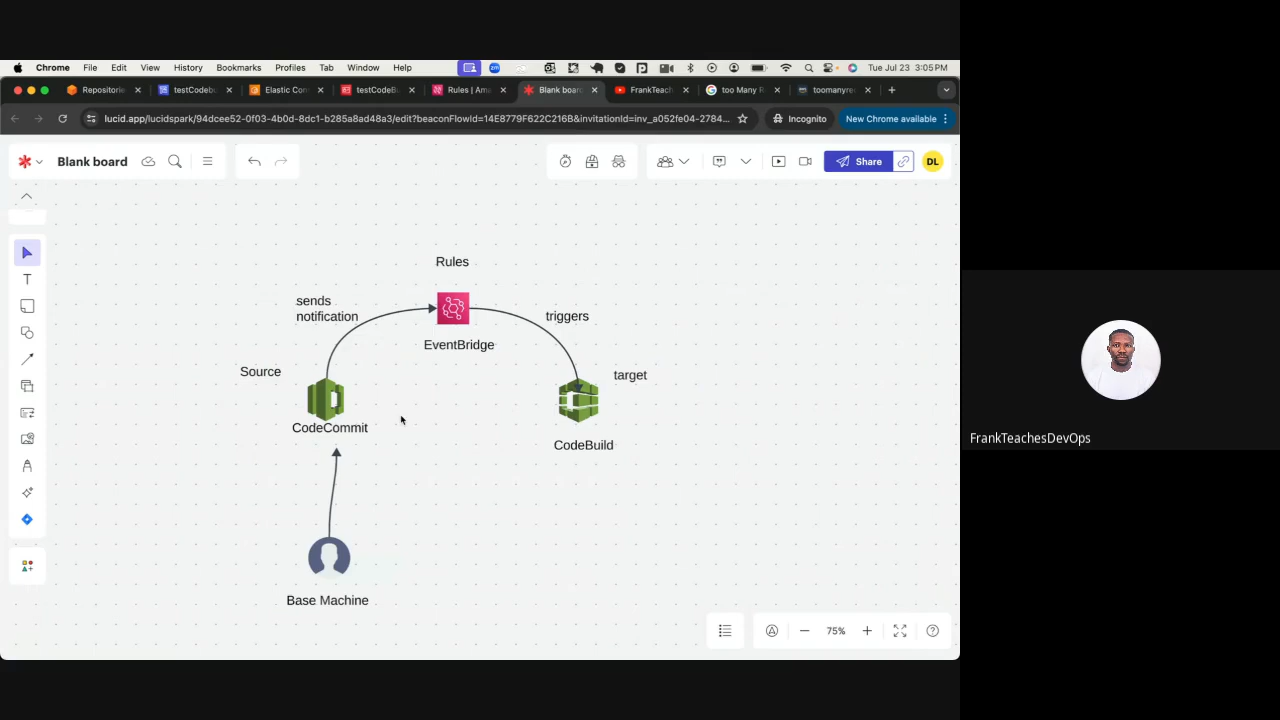 Chrome File Edit View History Bookmarks Profiles Tab Window Help Tue Jul 23 3:05 PM
Repositorie testCodebu Elastic Con testCodeBu Rules | Ama Blank board FrankTeach too Many R toomanyre
lucid.app/lucidspark/94dcee52-0f03-4b0d-8dc1-b285a8ad48a3/edit?beaconFlowId=14E8779F622C216B&invitationId=inv_a052fe04-2784... Incognito New Chrome available
Blank board Share DL
Rules
sends
notification
triggers
EventBridge
Source
target
CodeCommit
CodeBuild
FrankTeachesDevOps
Base Machine
75%